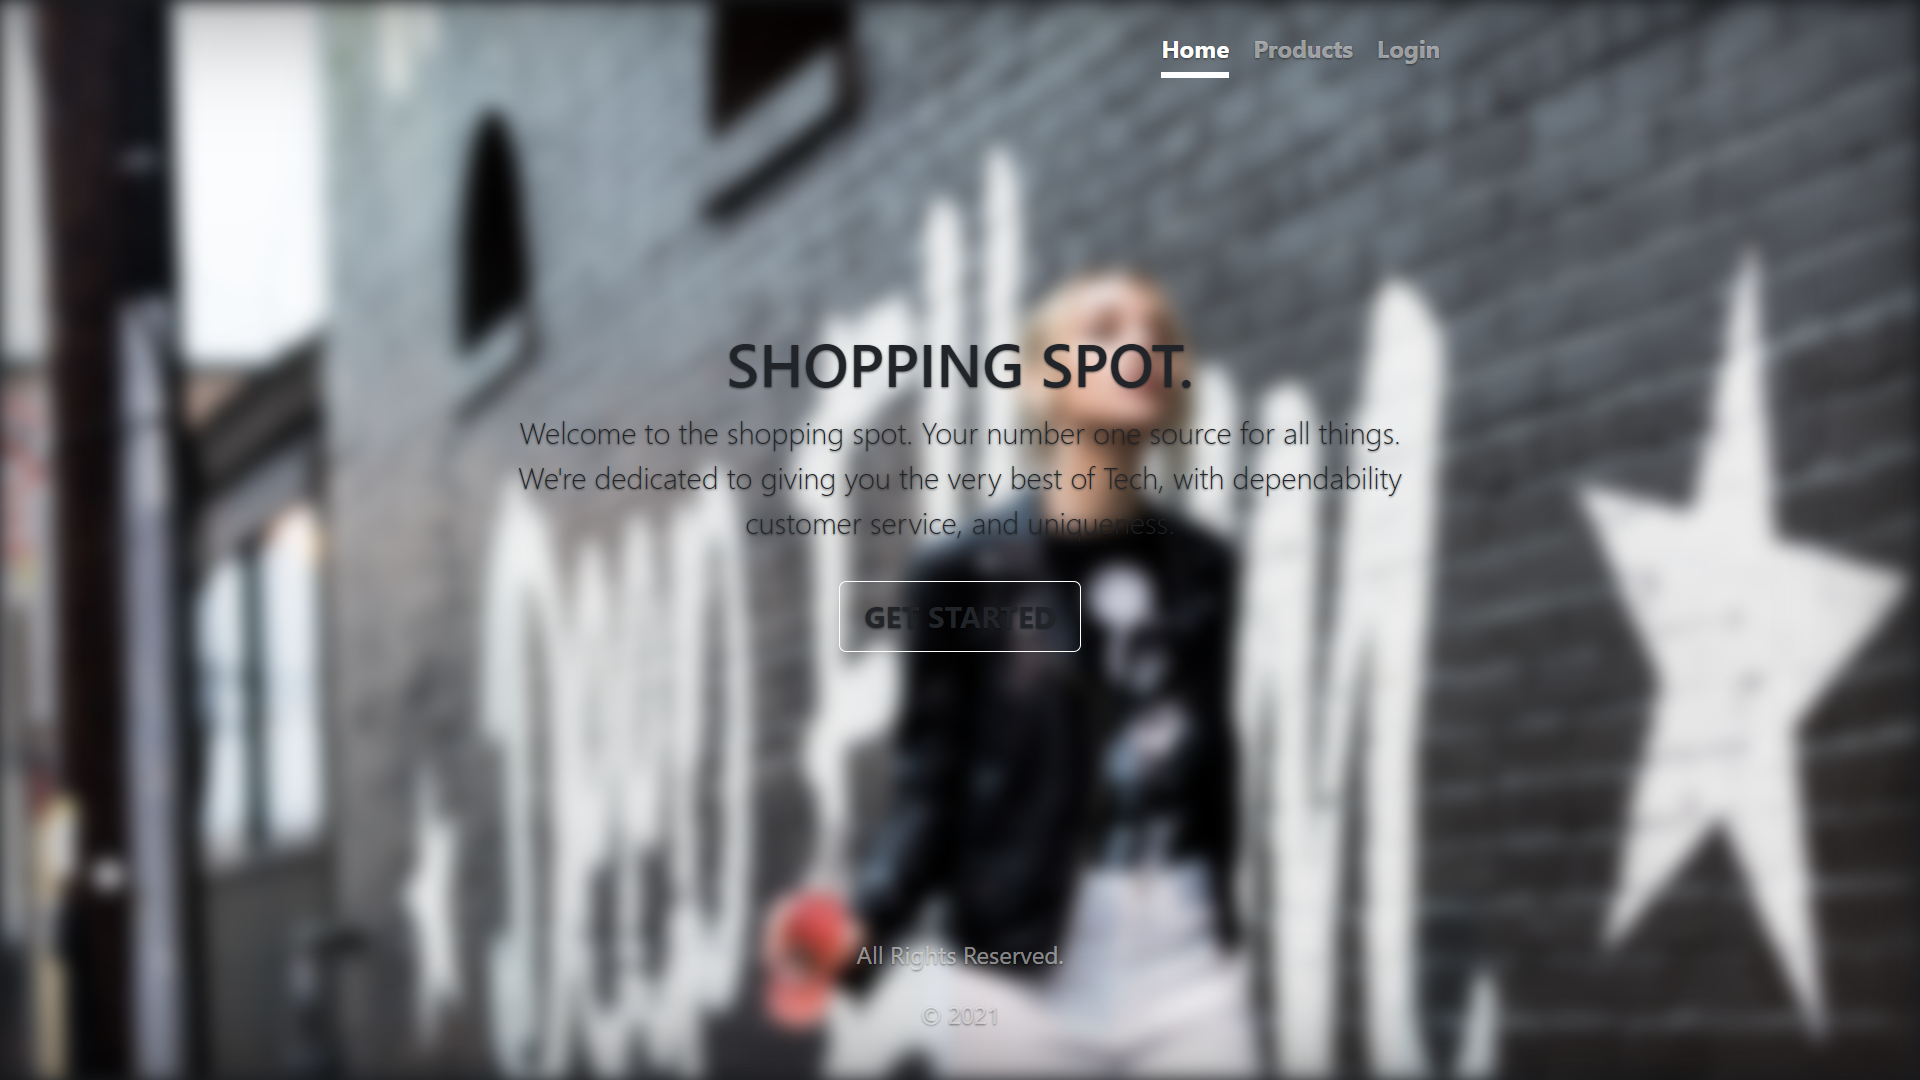 Home Products Login
SHOPPING SPOT.
Welcome to the shopping spot. Your number one source for all things.
We're dedicated to giving you the very best of Tech, with dependability
customer service, and uniqueness.
GET STARTED
All Rights Reserved.
© 2021